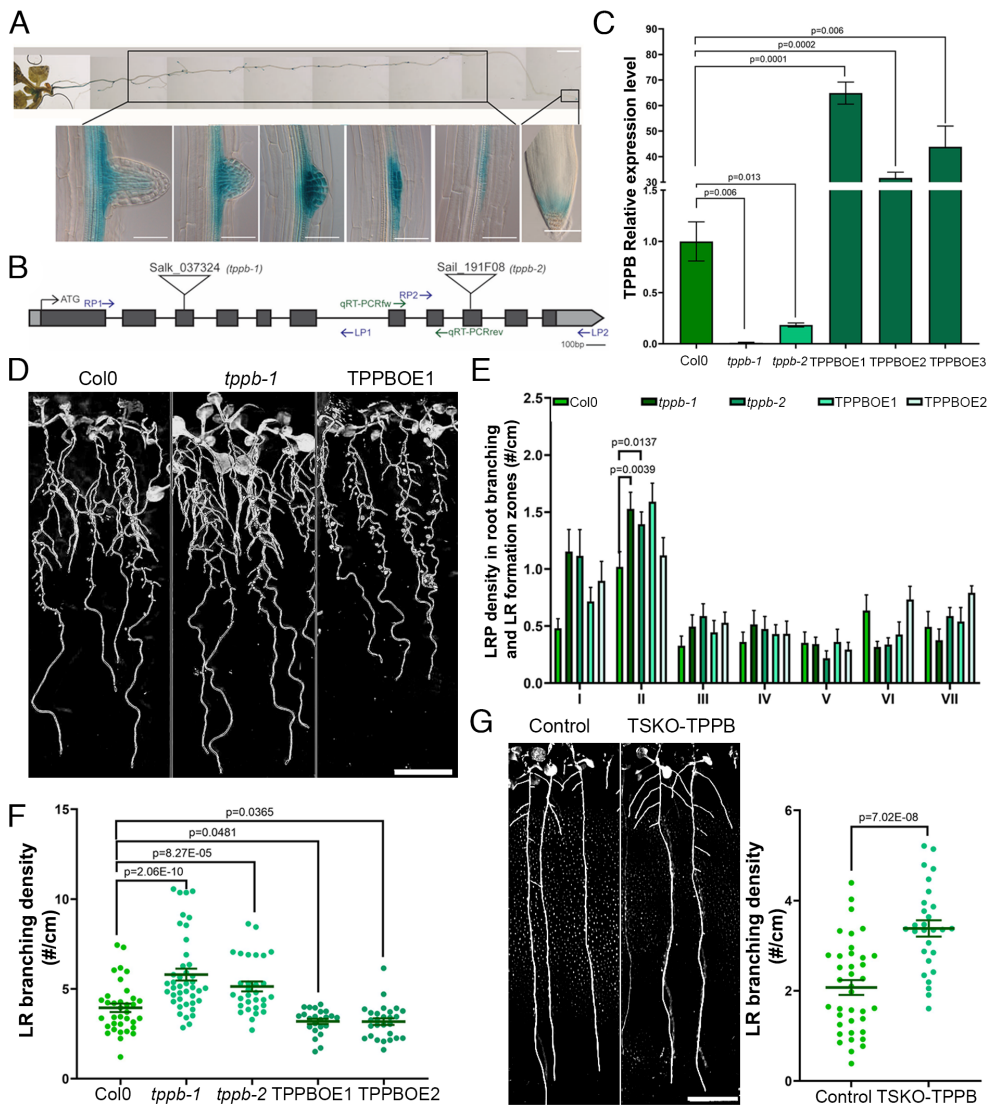 A
B
Salk_037324 (tppb-1)
Sail_191F08 (tppb-2)
ATG
RP1
qRT-PCRfw
RP2
LP1
qRT-PCRrev
LP2
100bp
C
TPPB Relative expression level
90
80
70
60
50
40
30
1.5
1.0
0.5
0.0
p=0.006
p=0.0002
p=0.0001
p=0.013
p=0.006
Col0
tppb-1
tppb-2
TPPBOE1
TPPBOE2
TPPBOE3
D
Col0
tppb-1
TPPBOE1
E
LRP density in root branching
and LR formation zones (#/cm)
2.5
2.0
1.5
1.0
0.5
0.0
Col0
tppb-1
tppb-2
TPPBOE1
TPPBOE2
p=0.0137
p=0.0039
I
II
III
IV
V
VI
VII
F
LR branching density
(#/cm)
15
10
5
0
p=0.0365
p=0.0481
p=8.27E-05
p=2.06E-10
Col0
tppb-1
tppb-2
TPPBOE1
TPPBOE2
G
Control
TSKO-TPPB
LR branching density
(#/cm)
6
4
2
0
p=7.02E-08
Control
TSKO-TPPB